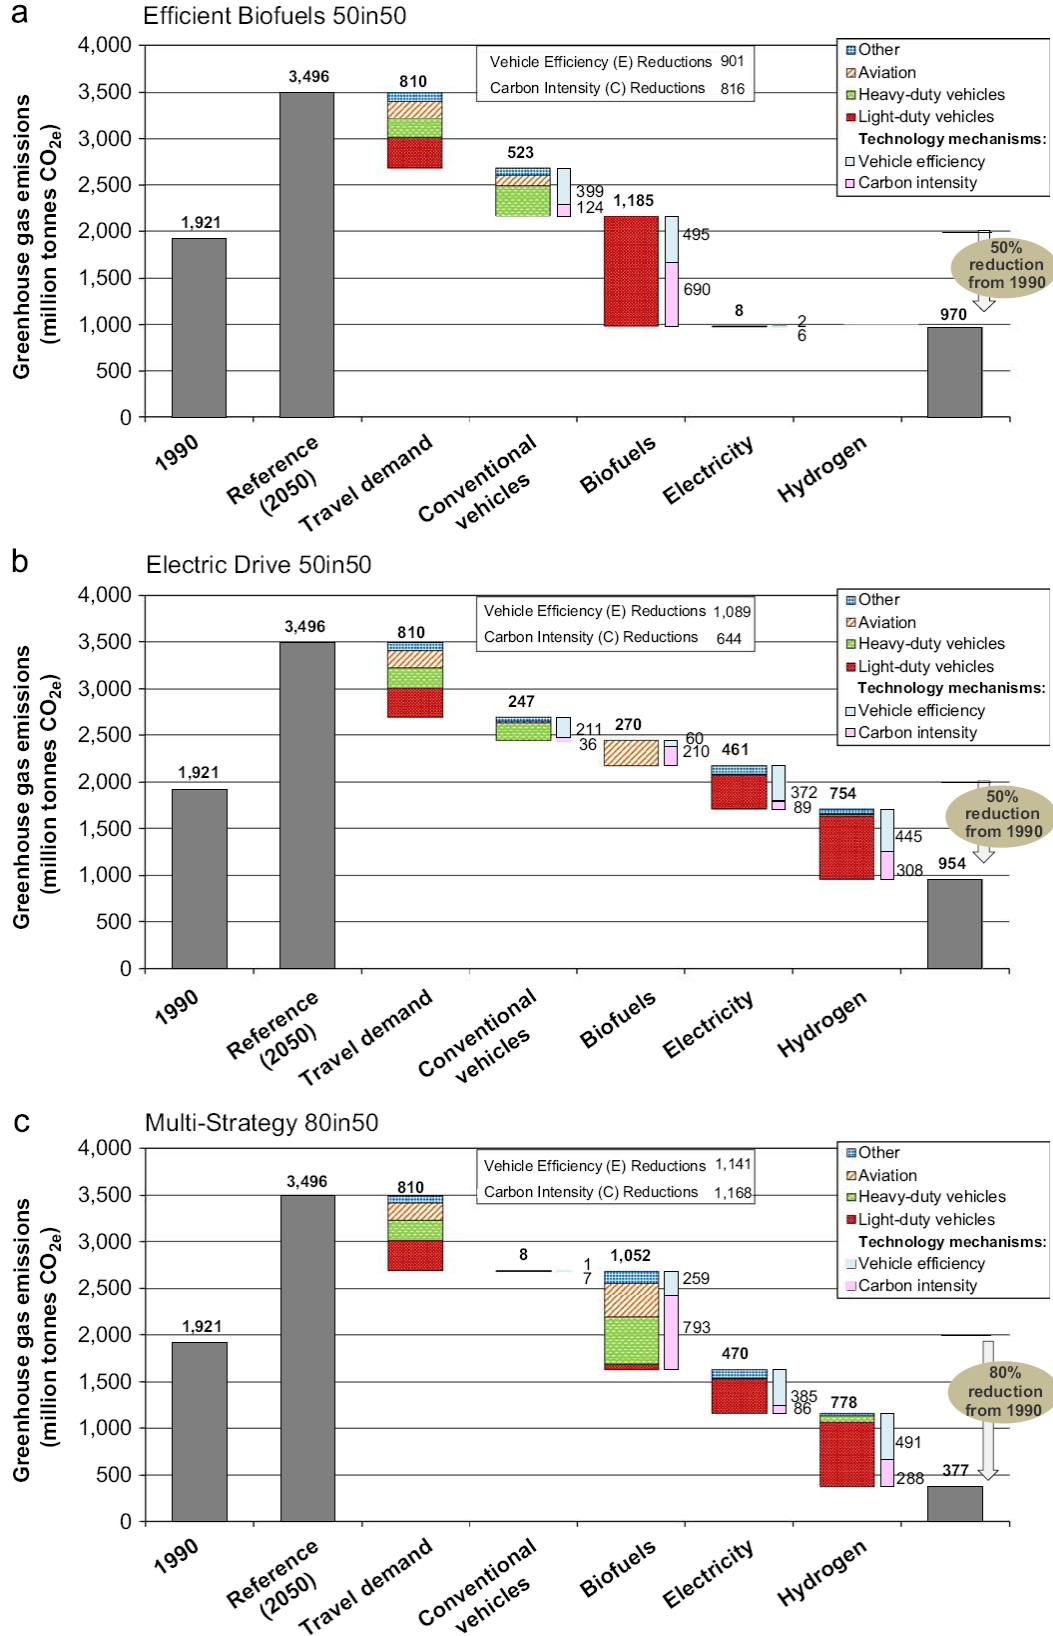 a
Efficient Biofuels 50in50
Greenhouse gas emissions
(million tonnes CO2e)
4,000
3,500
3,000
2,500
2,000
1,500
1,000
500
0
Vehicle Efficiency (E) Reductions 901
Carbon Intensity (C) Reductions 816
Other
Aviation
Heavy-duty vehicles
Light-duty vehicles
Technology mechanisms:
Vehicle efficiency
Carbon intensity
1,921
3,496
810
523
399
124
1,185
495
690
8
2
6
970
50%
reduction
from 1990
1990
Reference
(2050)
Travel demand
Conventional
vehicles
Biofuels
Electricity
Hydrogen
b
Electric Drive 50in50
Greenhouse gas emissions
(million tonnes CO2e)
4,000
3,500
3,000
2,500
2,000
1,500
1,000
500
0
Vehicle Efficiency (E) Reductions 1,089
Carbon Intensity (C) Reductions 644
Other
Aviation
Heavy-duty vehicles
Light-duty vehicles
Technology mechanisms:
Vehicle efficiency
Carbon intensity
1,921
3,496
810
247
211
36
270
60
210
461
372
89
754
445
308
954
50%
reduction
from 1990
1990
Reference
(2050)
Travel demand
Conventional
vehicles
Biofuels
Electricity
Hydrogen
c
Multi-Strategy 80in50
Greenhouse gas emissions
(million tonnes CO2e)
4,000
3,500
3,000
2,500
2,000
1,500
1,000
500
0
Vehicle Efficiency (E) Reductions 1,141
Carbon Intensity (C) Reductions 1,168
Other
Aviation
Heavy-duty vehicles
Light-duty vehicles
Technology mechanisms:
Vehicle efficiency
Carbon intensity
1,921
3,496
810
8
1
7
1,052
259
793
470
385
86
778
491
288
377
80%
reduction
from 1990
1990
Reference
(2050)
Travel demand
Conventional
vehicles
Biofuels
Electricity
Hydrogen